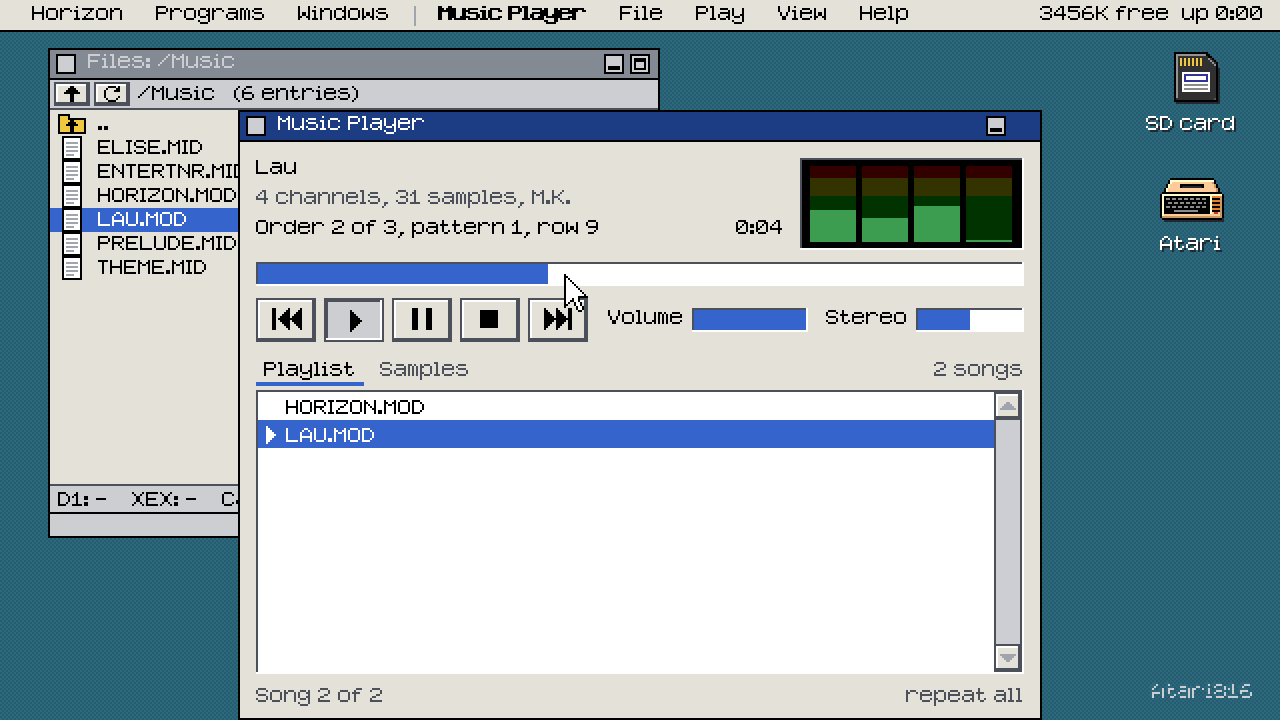 Horizon Programs Windows | Music Player File Play View Help 3456K free up 0:00
Files: /Music
/Music (6 entries)
..
ELISE.MID
ENTERTNR.MID
HORIZON.MOD
LAU.MOD
PRELUDE.MID
THEME.MID
D1: - XEX: -
Music Player
Lau
4 channels, 31 samples, M.K.
Order 2 of 3, pattern 1, row 9 0:04
Volume Stereo
Playlist Samples 2 songs
HORIZON.MOD
LAU.MOD
Song 2 of 2 repeat all
SD card
Atari
Atari816